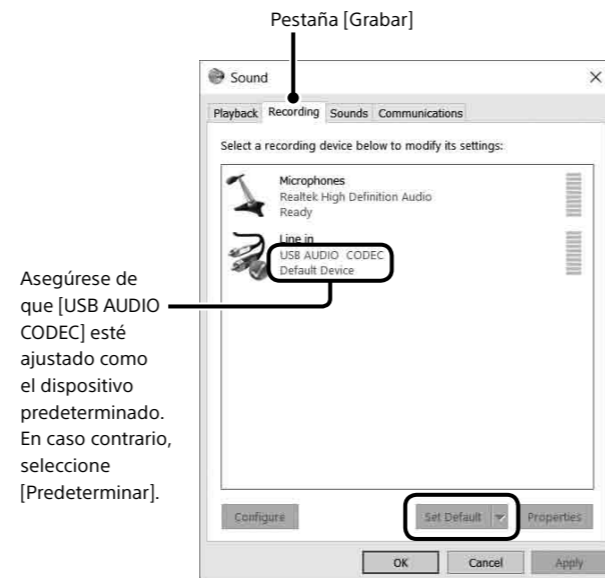 Pestaña [Grabar]
Sound
Playback Recording Sounds Communications
Select a recording device below to modify its settings:
Microphones
Realtek High Definition Audio
Ready
Line in
USB AUDIO CODEC
Default Device
Asegúrese de
que [USB AUDIO
CODEC] esté
ajustado como
el dispositivo
predeterminado.
En caso contrario,
seleccione
[Predeterminar].
Configure Set Default Properties
OK Cancel Apply